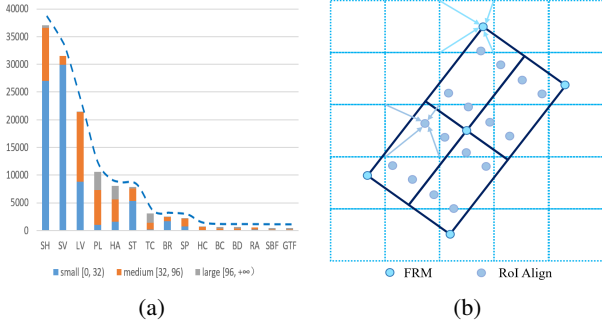 40000
35000
30000
25000
20000
15000
10000
5000
0
SH SV LV PL HA ST TC BR SP HC BC BD RA SBF GTF
small [0, 32) medium [32, 96) large [96, +∞)
FRM RoI Align
(a) (b)